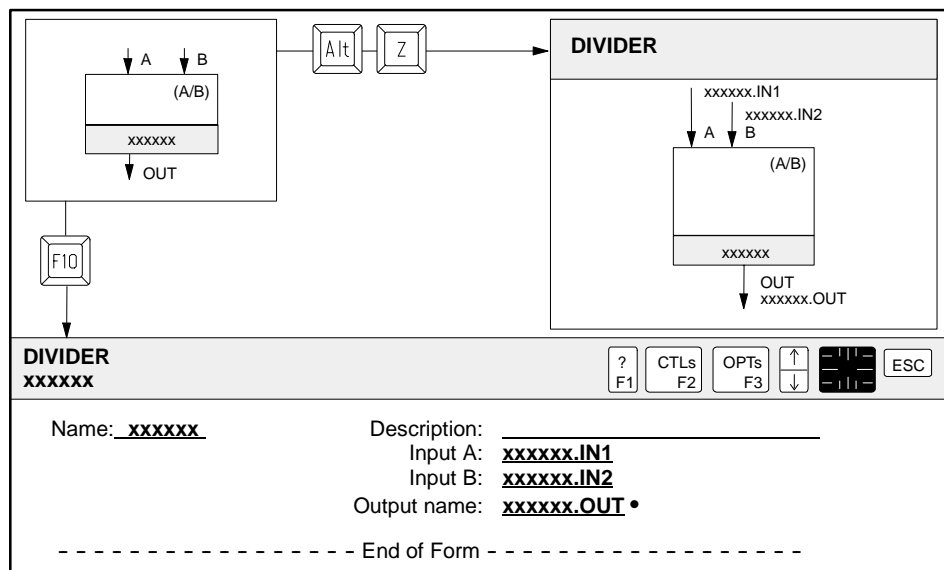 A B
(A/B)
xxxxxx
OUT
Alt Z
DIVIDER
xxxxxx.IN1
xxxxxx.IN2
A B
(A/B)
xxxxxx
OUT
xxxxxx.OUT
F10
DIVIDER
xxxxxx
? F1
CTLs F2
OPTs F3
↑ ↓
ESC
Name: xxxxxx
Description:
Input A: xxxxxx.IN1
Input B: xxxxxx.IN2
Output name: xxxxxx.OUT •
- - - - - - - - - - - - - - - - - End of Form - - - - - - - - - - - - - - - - - -